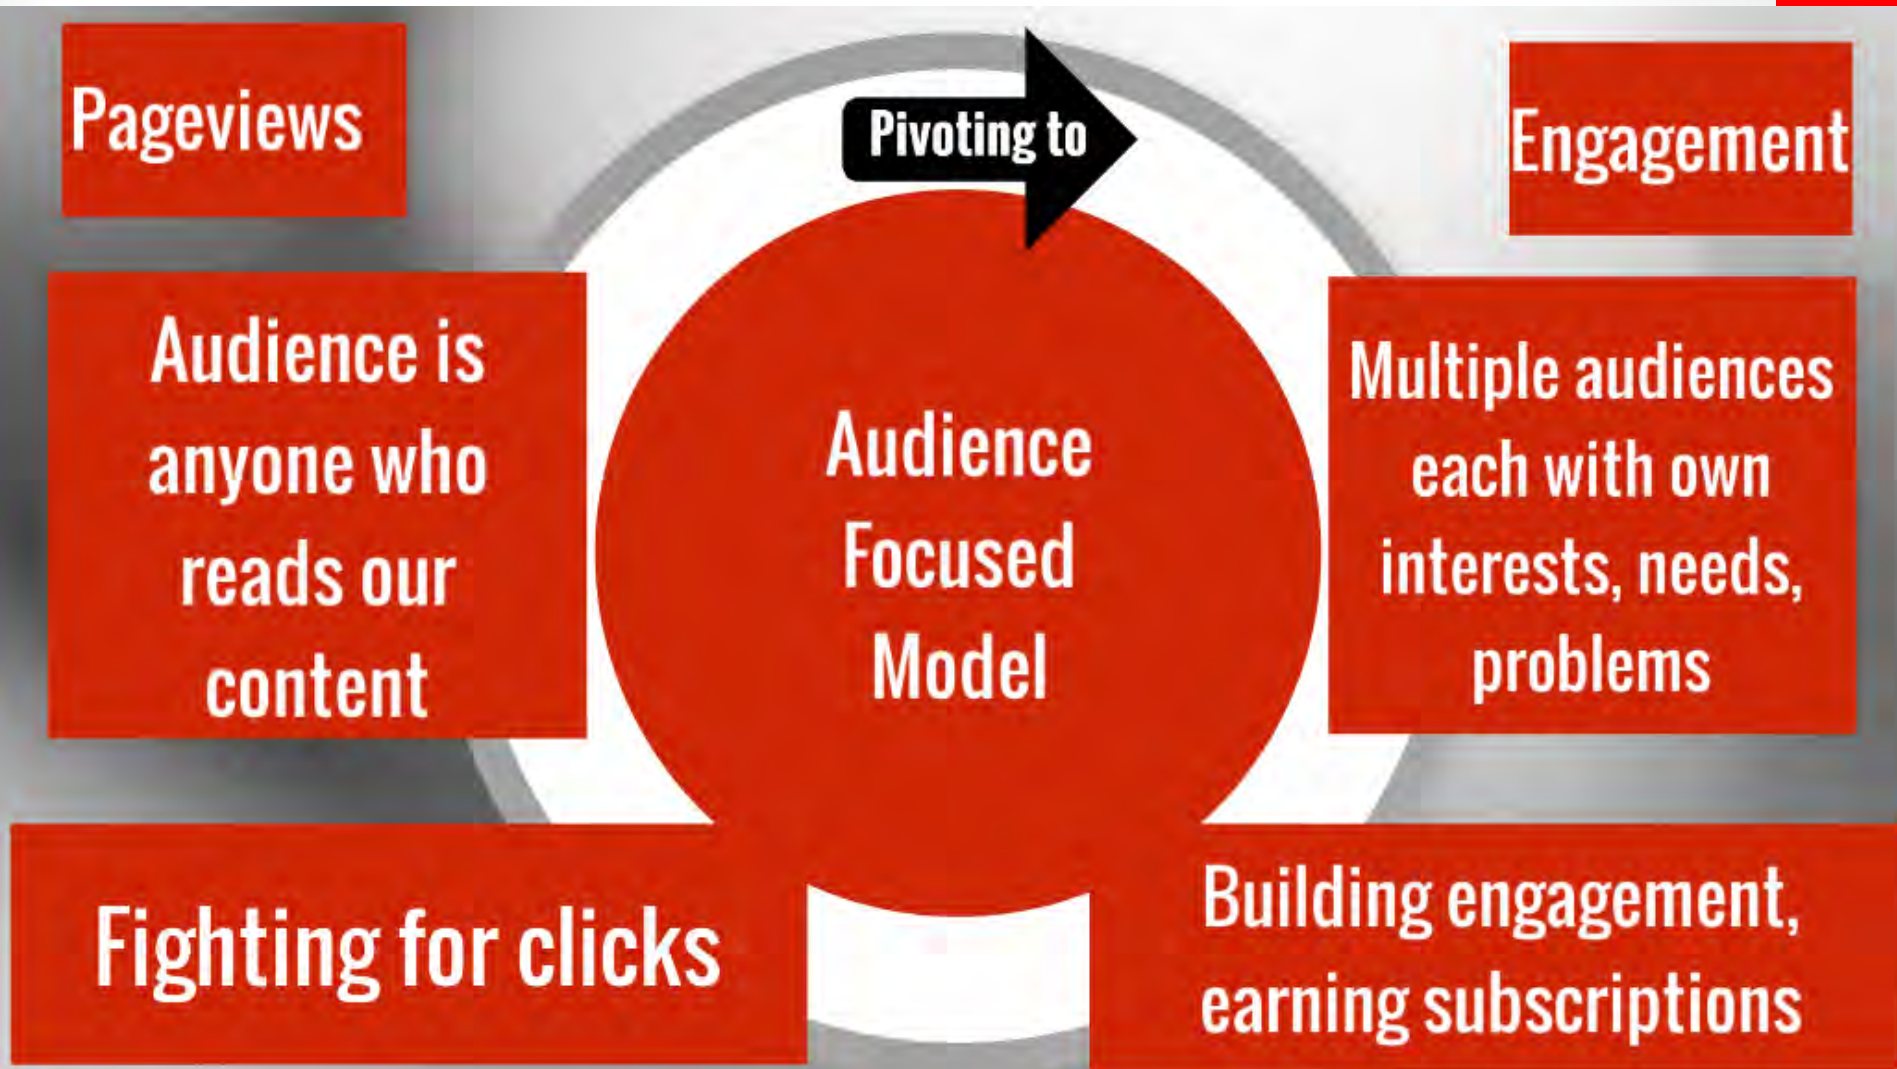 Pageviews
Pivoting to
Engagement
Audience is
anyone who
reads our
content
Audience
Focused
Model
Multiple audiences
each with own
interests, needs,
problems
Fighting for clicks
Building engagement,
earning subscriptions